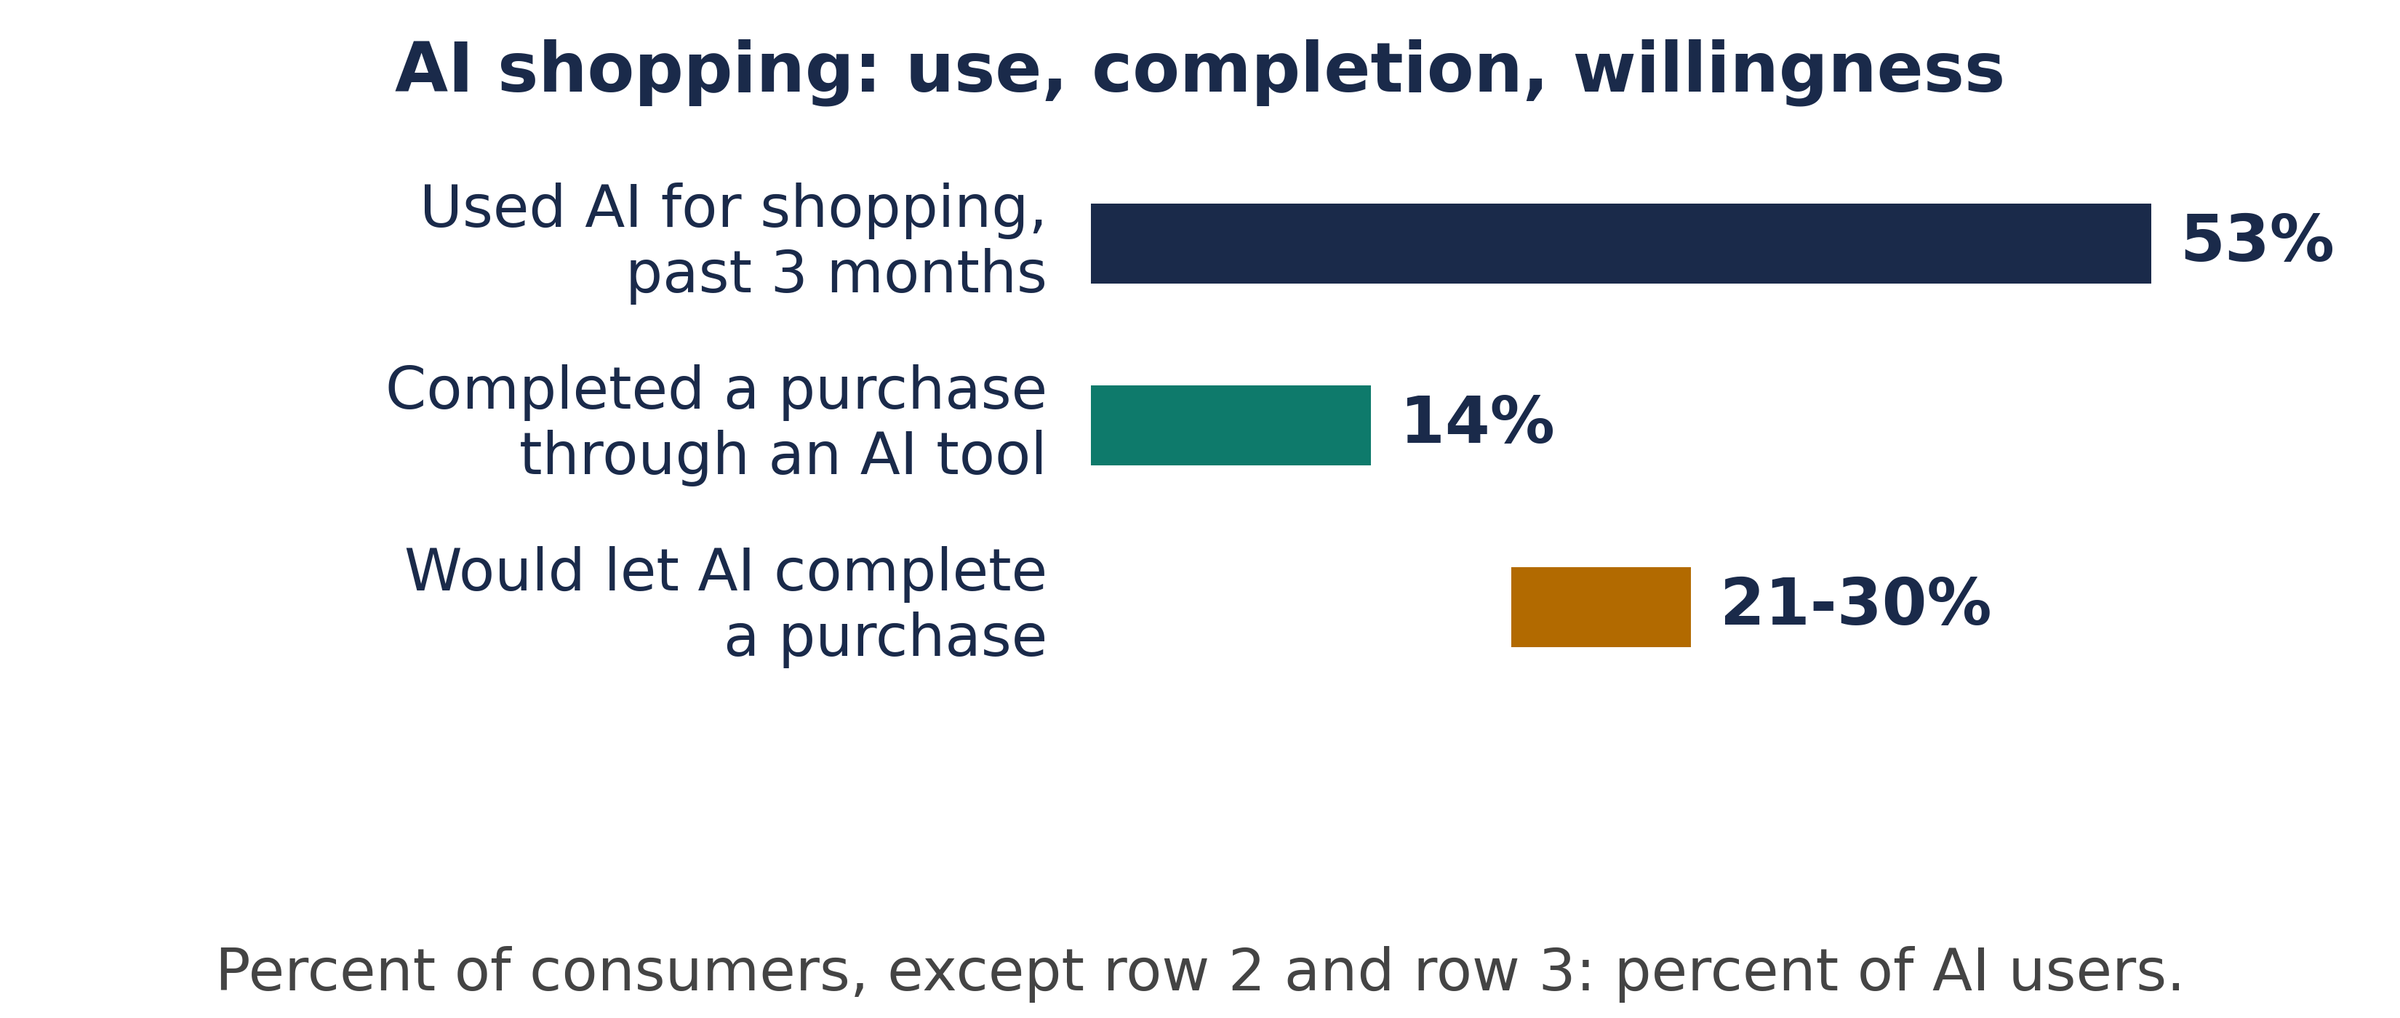 AI shopping: use, completion, willingness
Used AI for shopping,
past 3 months
53%
Completed a purchase
through an AI tool
14%
Would let AI complete
a purchase
21-30%
Percent of consumers, except row 2 and row 3: percent of AI users.